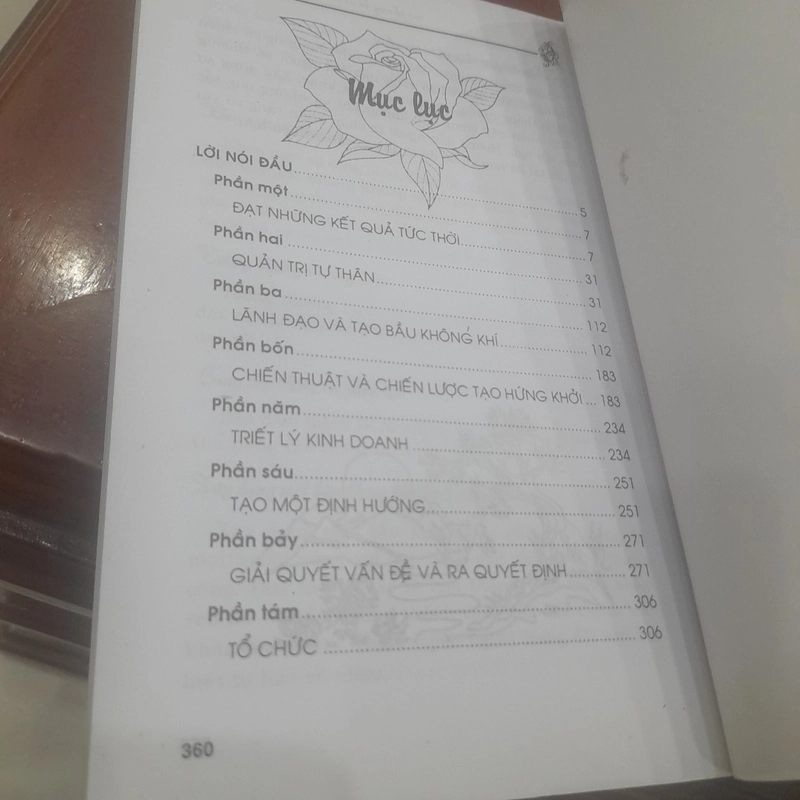 Mục lục
LỜI NÓI ĐẦU........................5
Phần một........................7
ĐẠT NHỮNG KẾT QUẢ TỨC THỜI........................7
Phần hai........................31
QUẢN TRỊ TỰ THÂN........................31
Phần ba........................112
LÃNH ĐẠO VÀ TẠO BẦU KHÔNG KHÍ........................112
Phần bốn........................183
CHIẾN THUẬT VÀ CHIẾN LƯỢC TẠO HỨNG KHỞI ... 183
Phần năm........................234
TRIẾT LÝ KINH DOANH ........................234
Phần sáu........................251
TẠO MỘT ĐỊNH HƯỚNG........................251
Phần bảy........................271
GIẢI QUYẾT VẤN ĐỀ VÀ RA QUYẾT ĐỊNH........................271
Phần tám........................306
TỔ CHỨC ........................306
360